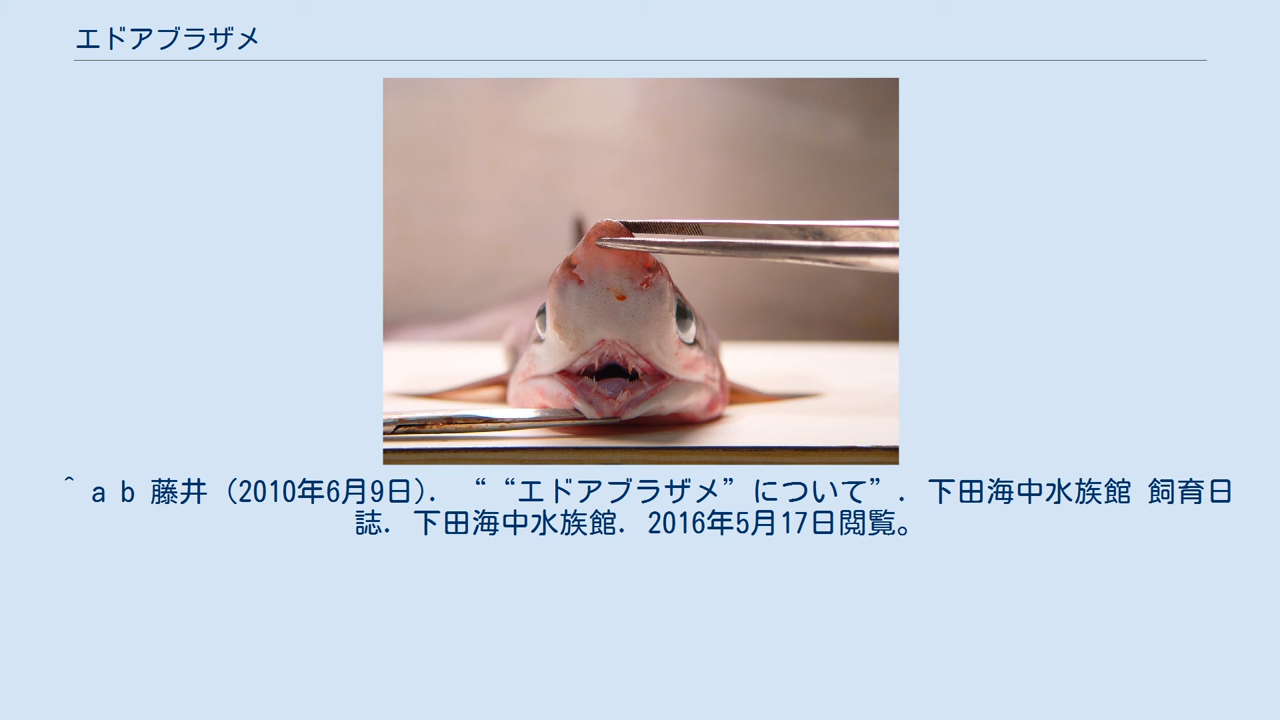 エドアブラザメ
^ a b 藤井 (2010年6月9日). “ “エドアブラザメ” について” . 下田海中水族館 飼育日
誌. 下田海中水族館. 2016年5月17日閲覧。